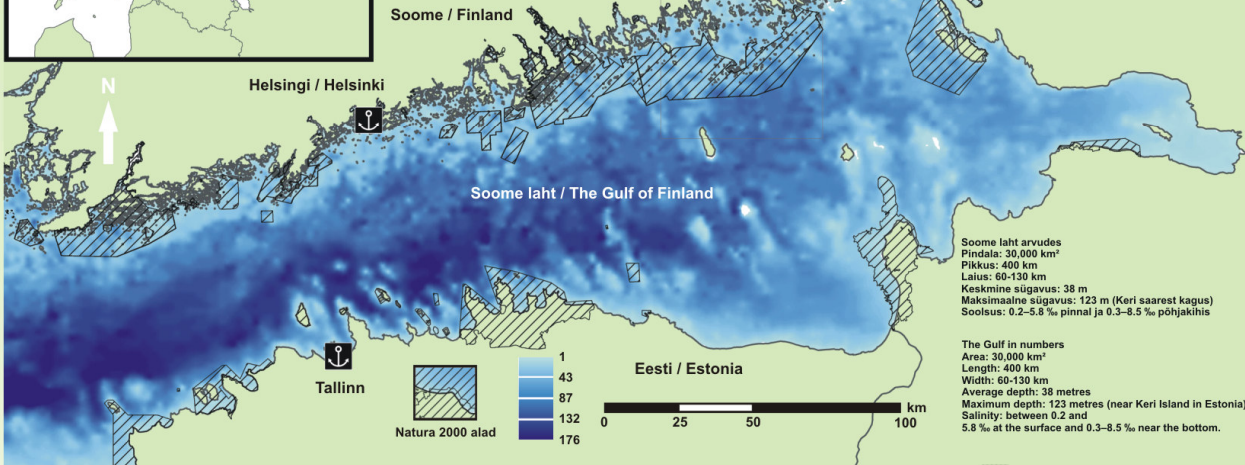 Soome / Finland
Helsingi / Helsinki
N
Soome laht / The Gulf of Finland
Soome laht arvudes
Pindala: 30,000 km²
Pikkus: 400 km
Laius: 60-130 km
Keskmine sügavus: 38 m
Maksimaalne sügavus: 123 m (Keri saarest kagus)
Soolsus: 0.2–5.8 ‰ pinnal ja 0.3–8.5 ‰ põhjakihis
The Gulf in numbers
Area: 30,000 km²
Length: 400 km
Width: 60-130 km
Average depth: 38 metres
Maximum depth: 123 metres (near Keri Island in Estonia)
Salinity: between 0.2 and
5.8 ‰ at the surface and 0.3–8.5 ‰ near the bottom.
Tallinn
Natura 2000 alad
1
43
87
132
176
Eesti / Estonia
km
0 25 50 100